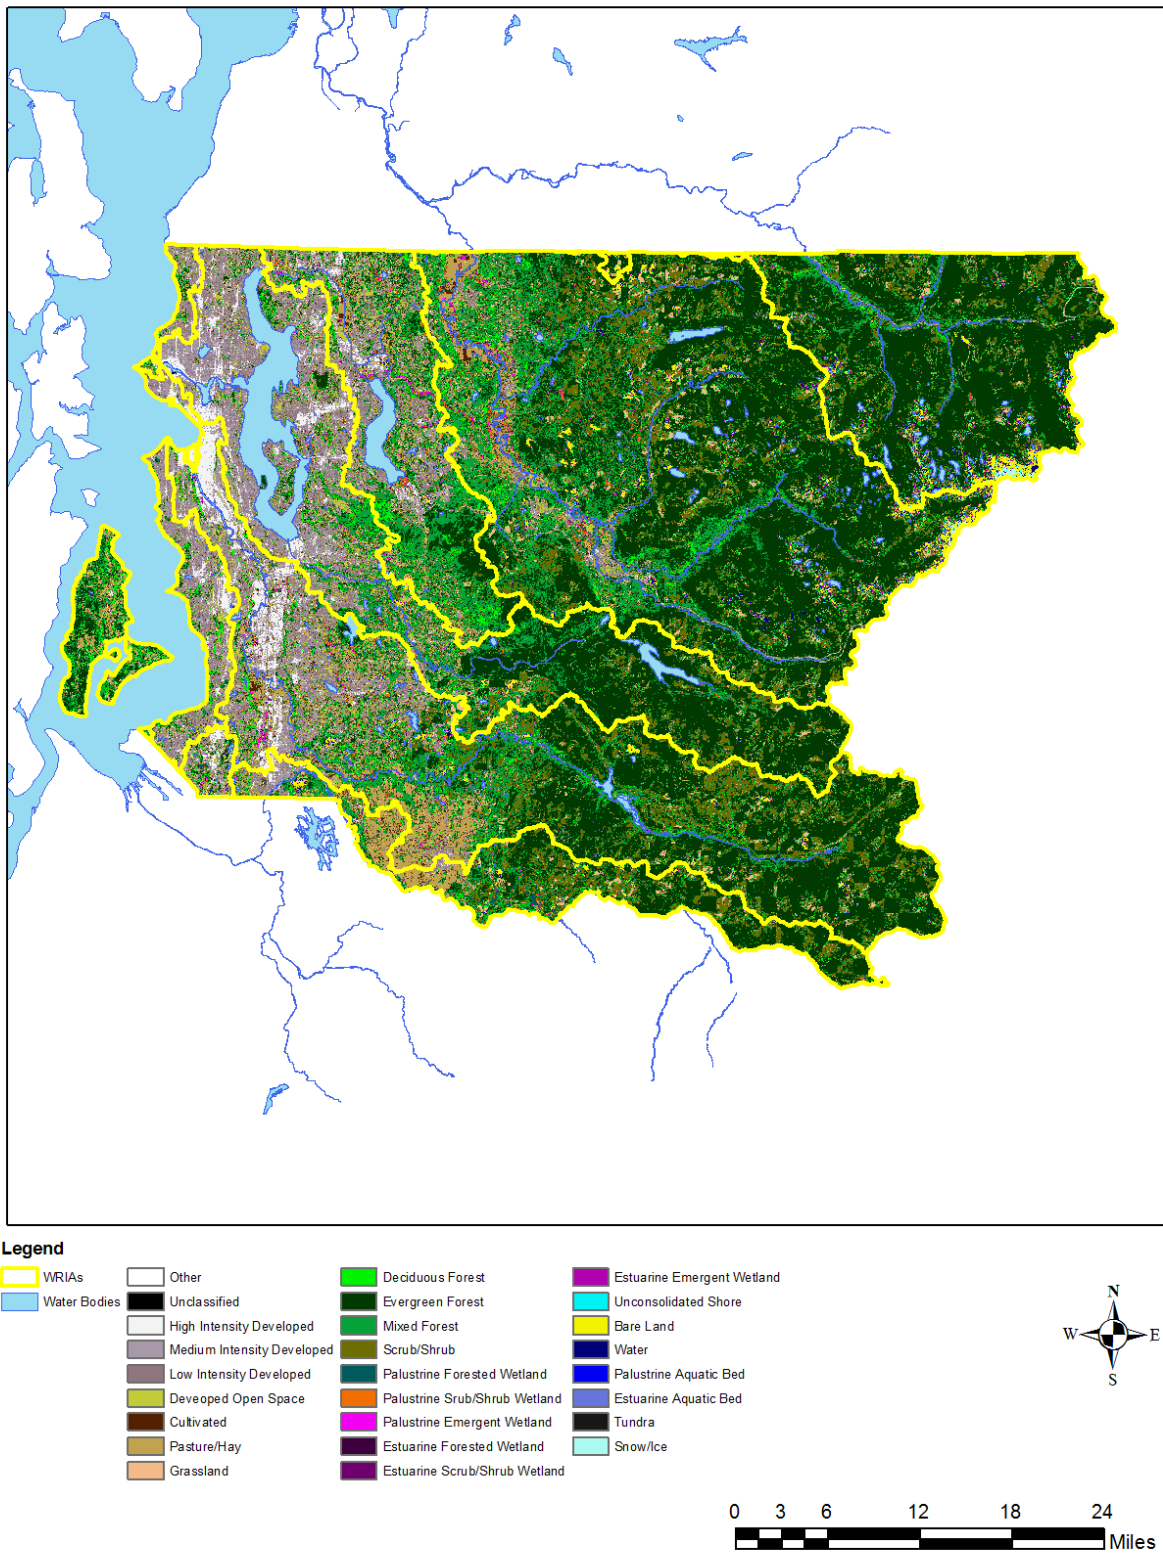 Legend
WRIAs
Water Bodies
Other
Unclassified
High Intensity Developed
Medium Intensity Developed
Low Intensity Developed
Deveoped Open Space
Cultivated
Pasture/Hay
Grassland
Deciduous Forest
Evergreen Forest
Mixed Forest
Scrub/Shrub
Palustrine Forested Wetland
Palustrine Srub/Shrub Wetland
Palustrine Emergent Wetland
Estuarine Forested Wetland
Estuarine Scrub/Shrub Wetland
Estuarine Emergent Wetland
Unconsolidated Shore
Bare Land
Water
Palustrine Aquatic Bed
Estuarine Aquatic Bed
Tundra
Snow/Ice
N
W E
S
0 3 6 12 18 24
Miles